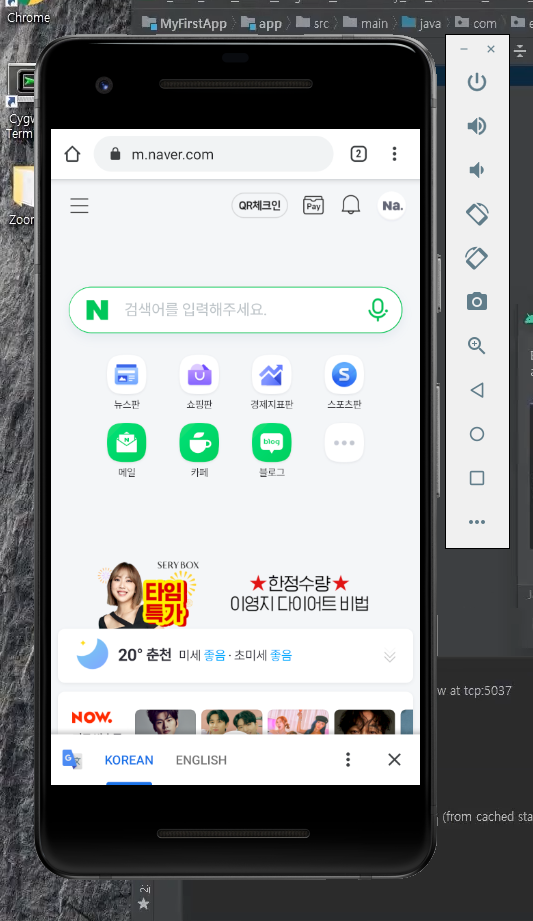 Chrome
MyFirstApp
app
src
main
java
com
m.naver.com
2
QR체크인
Pay
Na.
N
검색어를 입력해주세요.
뉴스판
쇼핑판
경제지표판
스포츠판
메일
카페
블로그
blog
SERY BOX
타임
특가
★한정수량★
이영지 다이어트 비법
20° 춘천 미세 좋음 · 초미세 좋음
NOW.
KOREAN
ENGLISH
w at tcp:5037
(from cached sta
Cygw
Term
Zoor